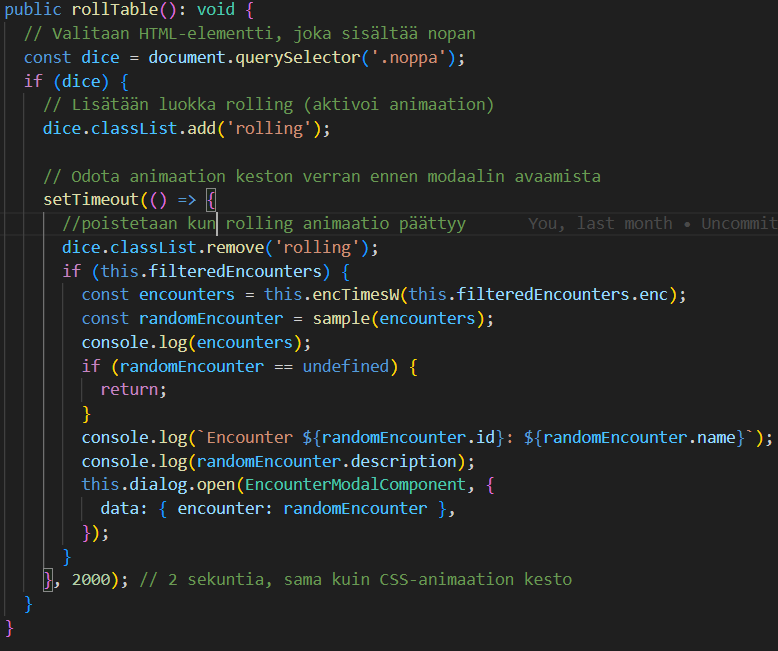 public rollTable(): void {
// Valitaan HTML-elementti, joka sisältää nopan
const dice = document.querySelector('.noppa');
if (dice) {
// Lisätään luokka rolling (aktivoi animaation)
dice.classList.add('rolling');
// Odota animaation keston verran ennen modaalin avaamista
setTimeout(() => {
//poistetaan kun rolling animaatio päättyy You, last month • Uncommit
dice.classList.remove('rolling');
if (this.filteredEncounters) {
const encounters = this.encTimesW(this.filteredEncounters.enc);
const randomEncounter = sample(encounters);
console.log(encounters);
if (randomEncounter == undefined) {
return;
}
console.log(`Encounter ${randomEncounter.id}: ${randomEncounter.name}`);
console.log(randomEncounter.description);
this.dialog.open(EncounterModalComponent, {
data: { encounter: randomEncounter },
});
}
}, 2000); // 2 sekuntia, sama kuin CSS-animaation kesto
}
}